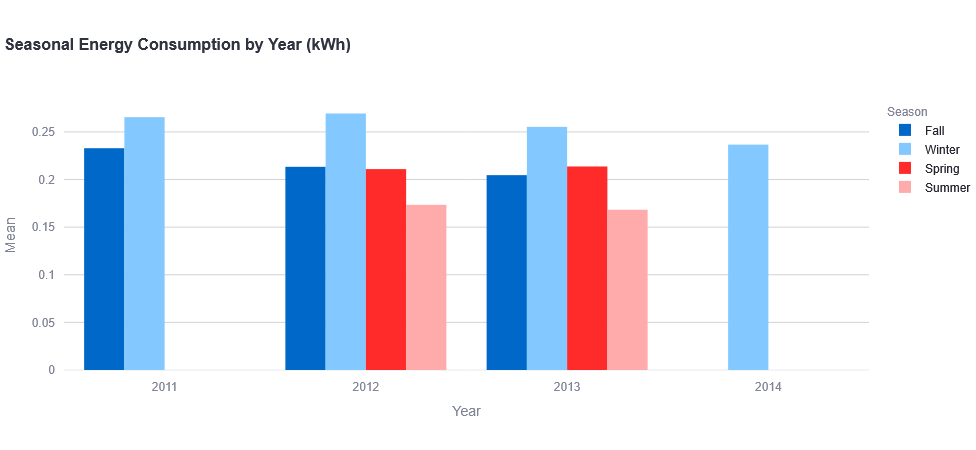 Seasonal Energy Consumption by Year (kWh)
Season
Fall
Winter
Spring
Summer
0.25
0.2
0.15
0.1
0.05
0
Mean
2011
2012
2013
2014
Year